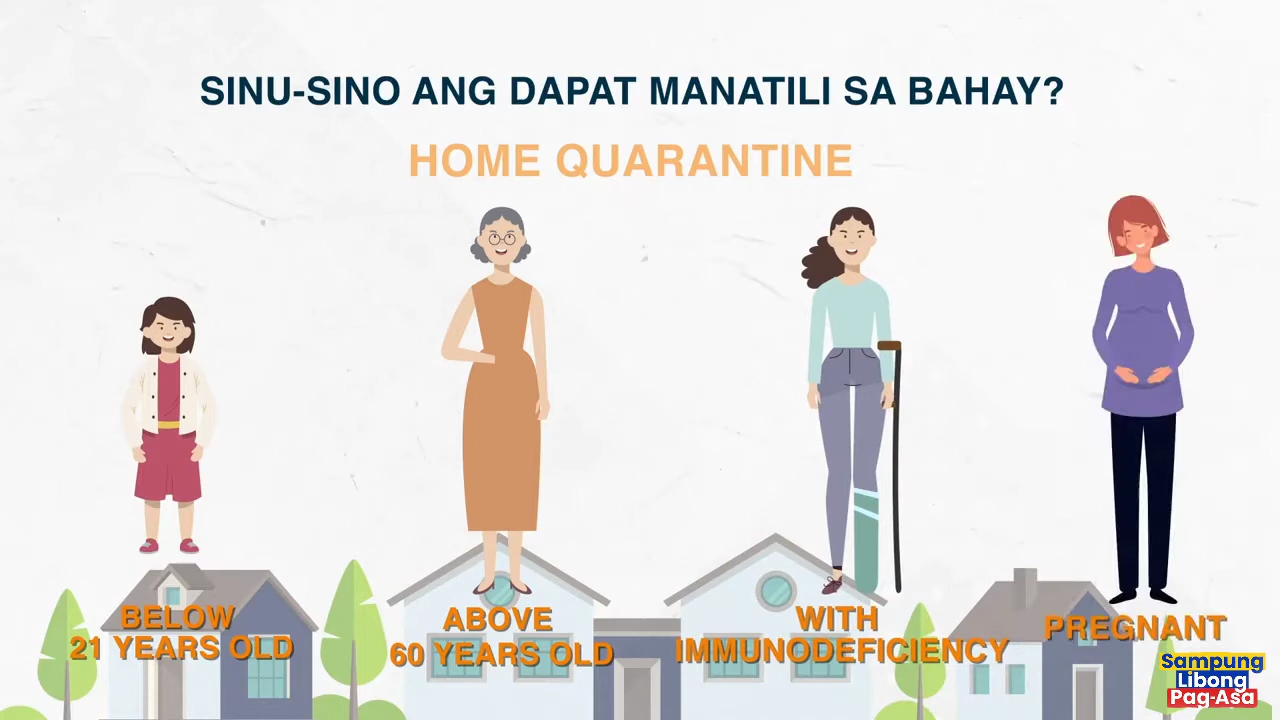 SINU-SINO ANG DAPAT MANATILI SA BAHAY?
HOME QUARANTINE
BELOW
21 YEARS OLD
ABOVE
60 YEARS OLD
WITH
IMMUNODEFICIENCY
PREGNANT
Sampung
Libong
Pag-Asa